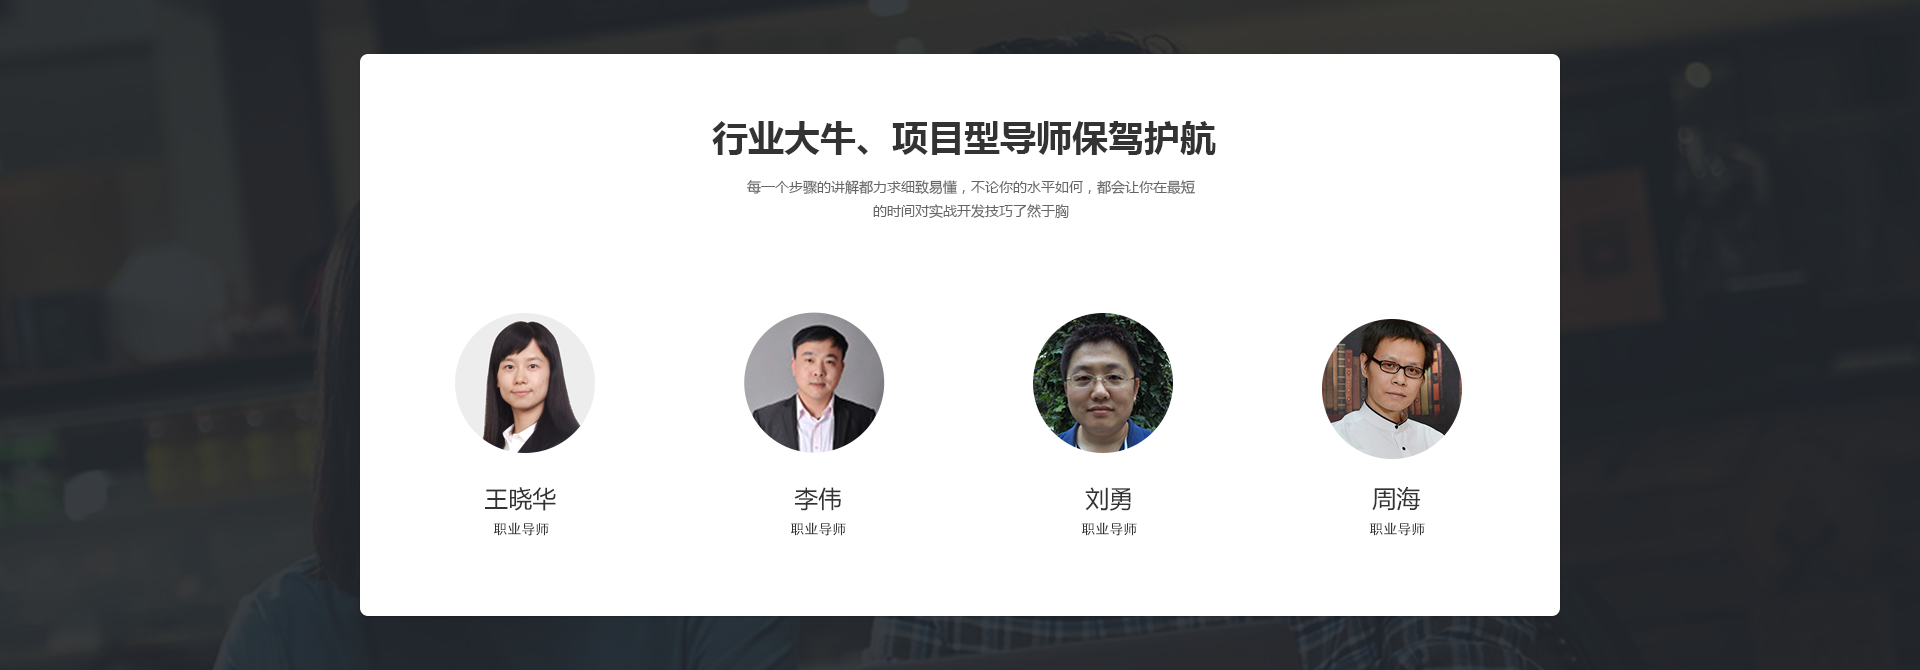 行业大牛、项目型导师保驾护航
每一个步骤的讲解都力求细致易懂，不论你的水平如何，都会让你在最短
的时间对实战开发技巧了然于胸
王晓华
职业导师
李伟
职业导师
刘勇
职业导师
周海
职业导师